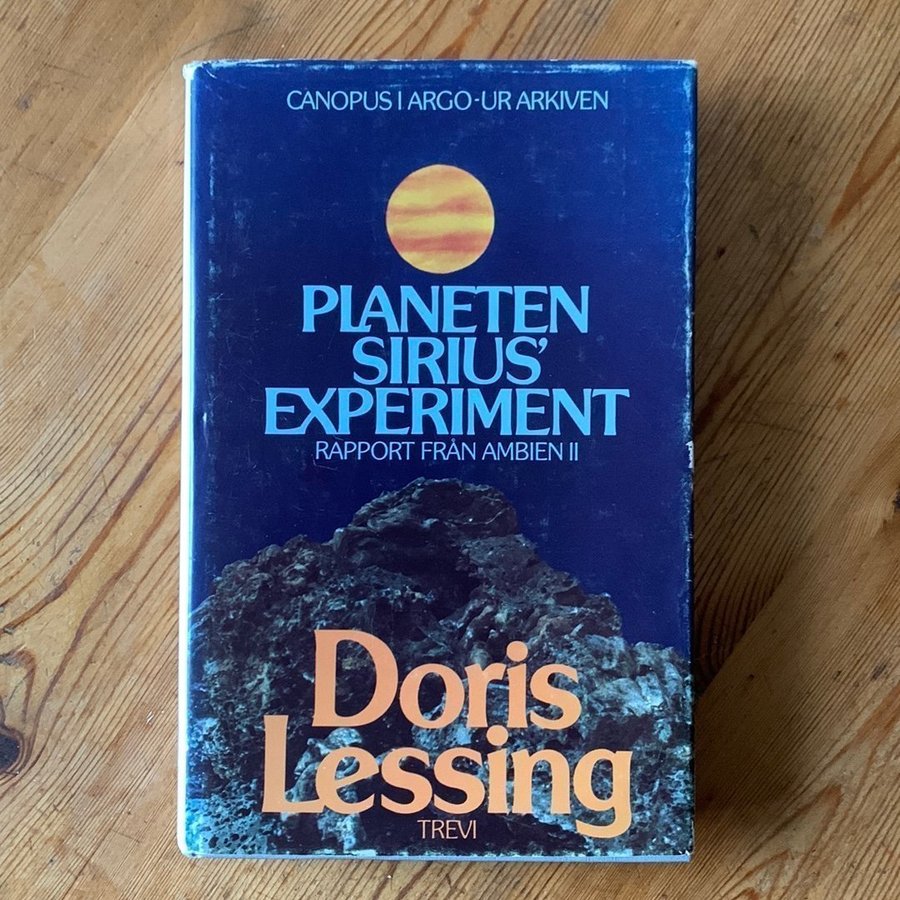 CANOPUS I ARGO-UR ARKIVEN
PLANETEN
SIRIUS’
EXPERIMENT
RAPPORT FRÅN AMBIEN II
Doris
Lessing
TREVI